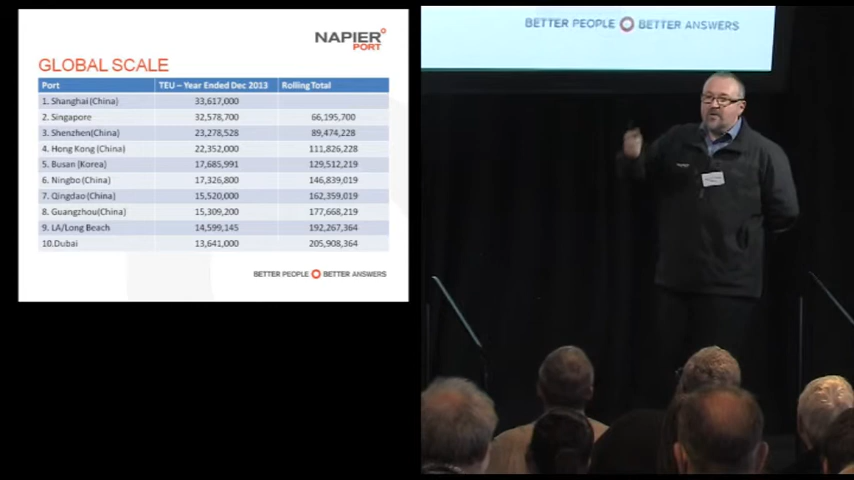 NAPIER
PORT
GLOBAL SCALE
Port TEU – Year Ended Dec 2013 Rolling Total
1. Shanghai (China) 33,617,000
2. Singapore 32,578,700 66,195,700
3. Shenzhen(China) 23,278,528 89,474,228
4. Hong Kong (China) 22,352,000 111,826,228
5. Busan (Korea) 17,685,991 129,512,219
6. Ningbo (China) 17,326,800 146,839,019
7. Qingdao (China) 15,520,000 162,359,019
8. Guangzhou(China) 15,309,200 177,668,219
9. LA/Long Beach 14,599,145 192,267,364
10.Dubai 13,641,000 205,908,364
BETTER PEOPLE BETTER ANSWERS
BETTER PEOPLE BETTER ANSWERS